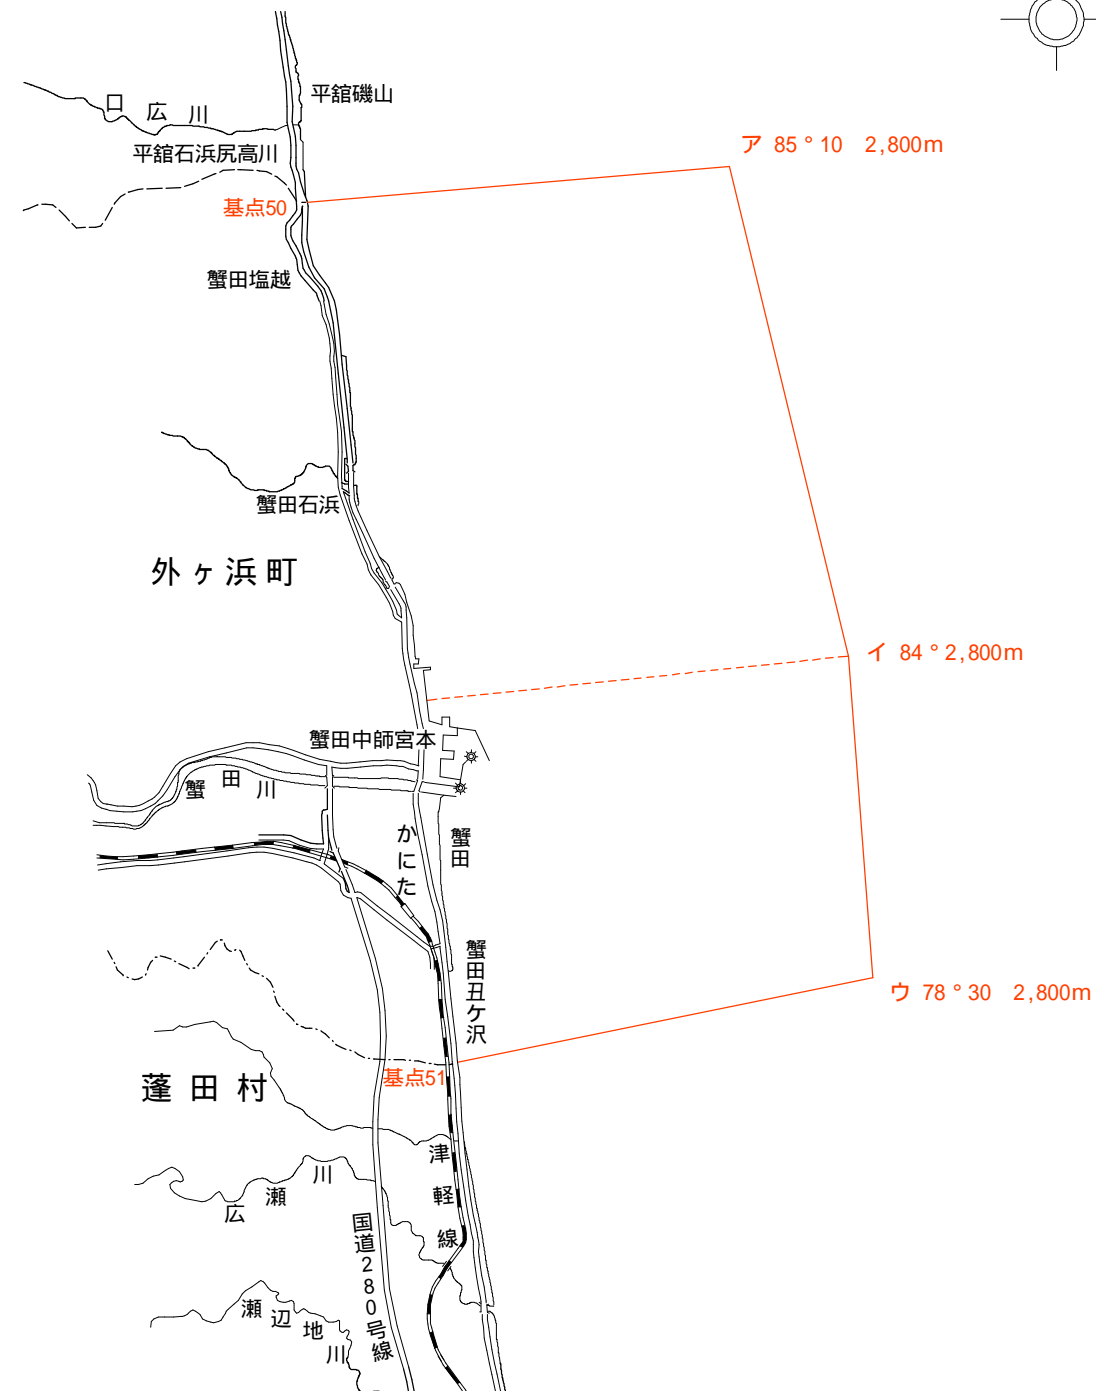 平舘磯山
口広川
ア 85°10 2,800m
平舘石浜尻高川
基点50
蟹田塩越
蟹田石浜
外ヶ浜町
イ 84°2,800m
蟹田中師宮本
蟹田川
かにた
蟹田
蟹田丑ケ沢
ウ 78°30 2,800m
基点51
蓬田村
津軽線
広瀬川
国道280号線
瀬辺地川